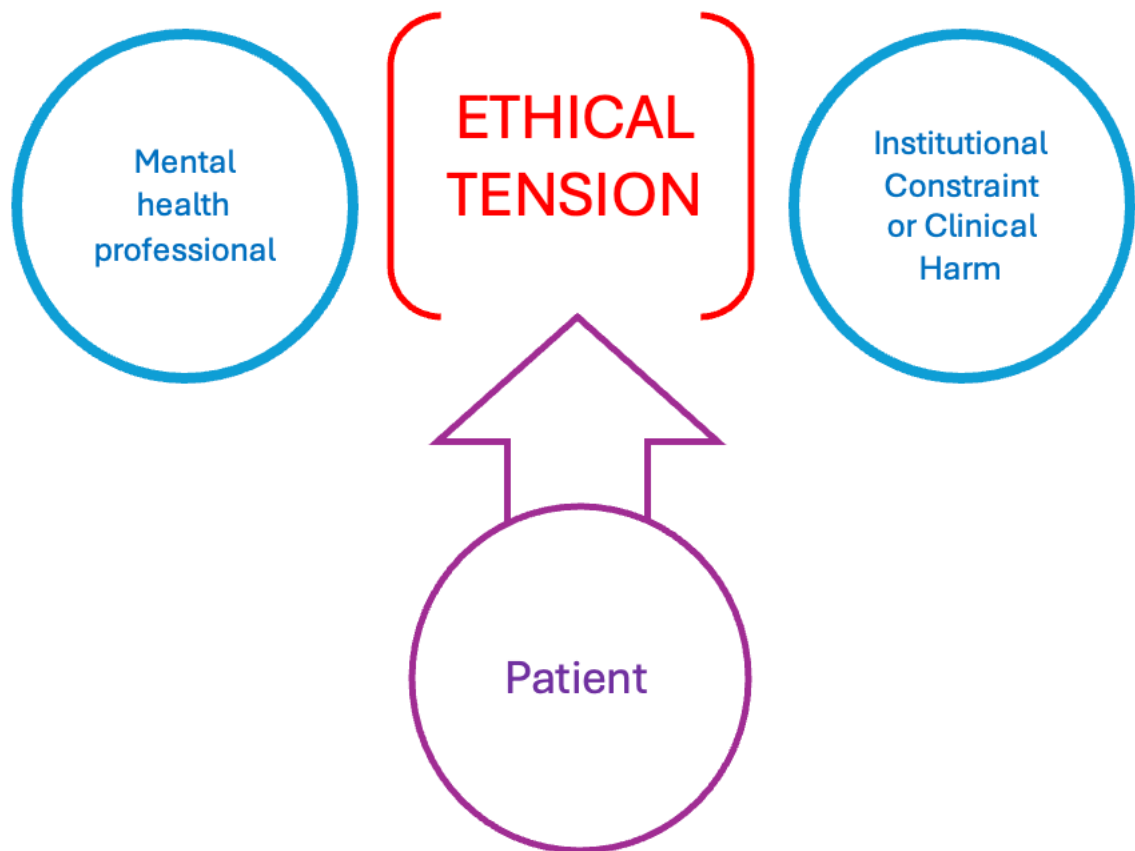 Mental
health
professional
ETHICAL
TENSION
Institutional
Constraint
or Clinical
Harm
Patient